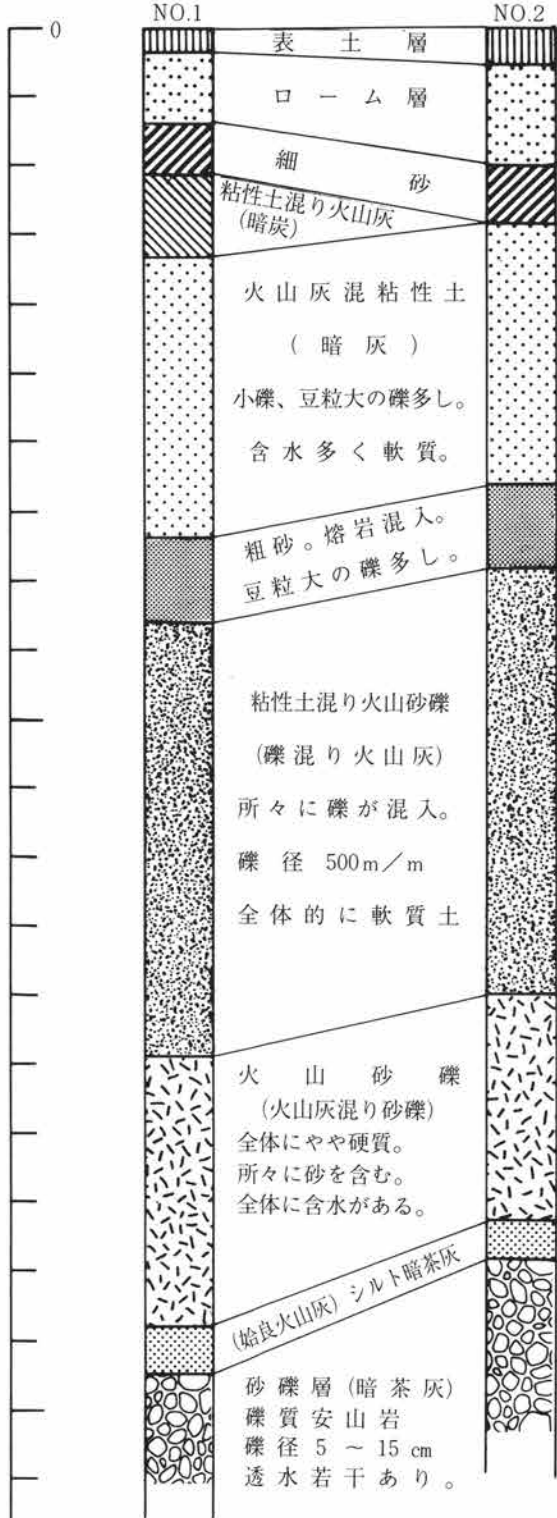 NO.1
NO.2
0
表土層
ローム層
細砂
粘性土混り火山灰
(暗炭)
火山灰混粘性土
(暗灰)
小礫、豆粒大の礫多し。
含水多く軟質。
粗砂。熔岩混入。
豆粒大の礫多し。
粘性土混り火山砂礫
(礫混り火山灰)
所々に礫が混入。
礫径 500m/m
全体的に軟質土
火山砂礫
(火山灰混り砂礫)
全体にやや硬質。
所々に砂を含む。
全体に含水がある。
(姶良火山灰) シルト暗茶灰
砂礫層(暗茶灰)
礫質安山岩
礫径 5 ~ 15 cm
透水若干あり。